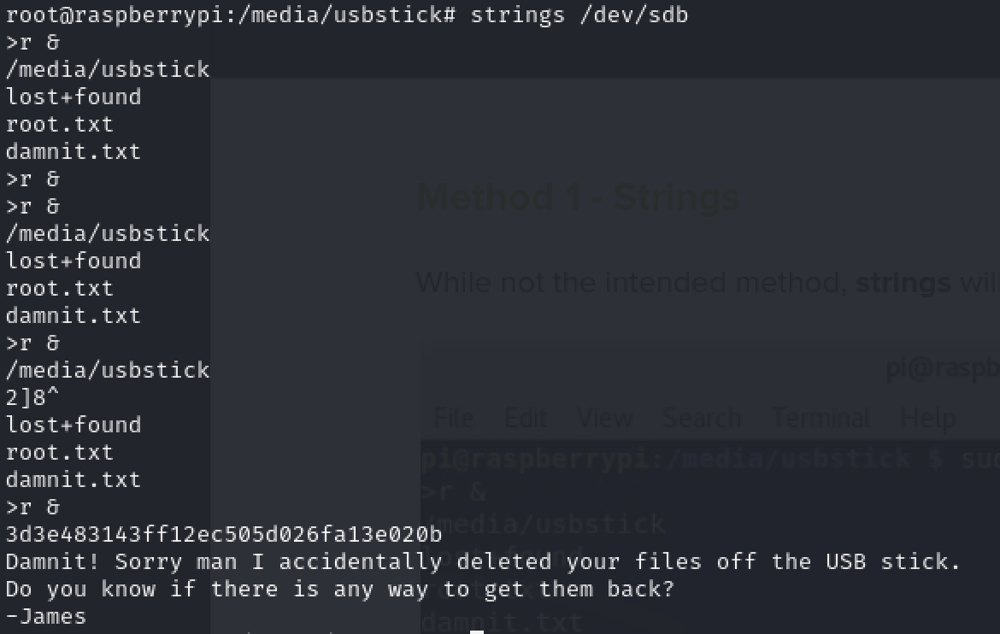 root@raspberrypi:/media/usbstick# strings /dev/sdb
>r &
/media/usbstick
lost+found
root.txt
damnit.txt
>r &
>r &
/media/usbstick
lost+found
root.txt
damnit.txt
>r &
/media/usbstick
2]8^
lost+found
root.txt
damnit.txt
>r &
3d3e483143ff12ec505d026fa13e020b
Damnit! Sorry man I accidentally deleted your files off the USB stick.
Do you know if there is any way to get them back?
-James
Method 1 - Strings
While not the intended method, strings will
pi@raspb
File Edit View Search Terminal Help
pi@raspberrypi:/media/usbstick $ suc
>r &
/media/usbstick
damnit.txt